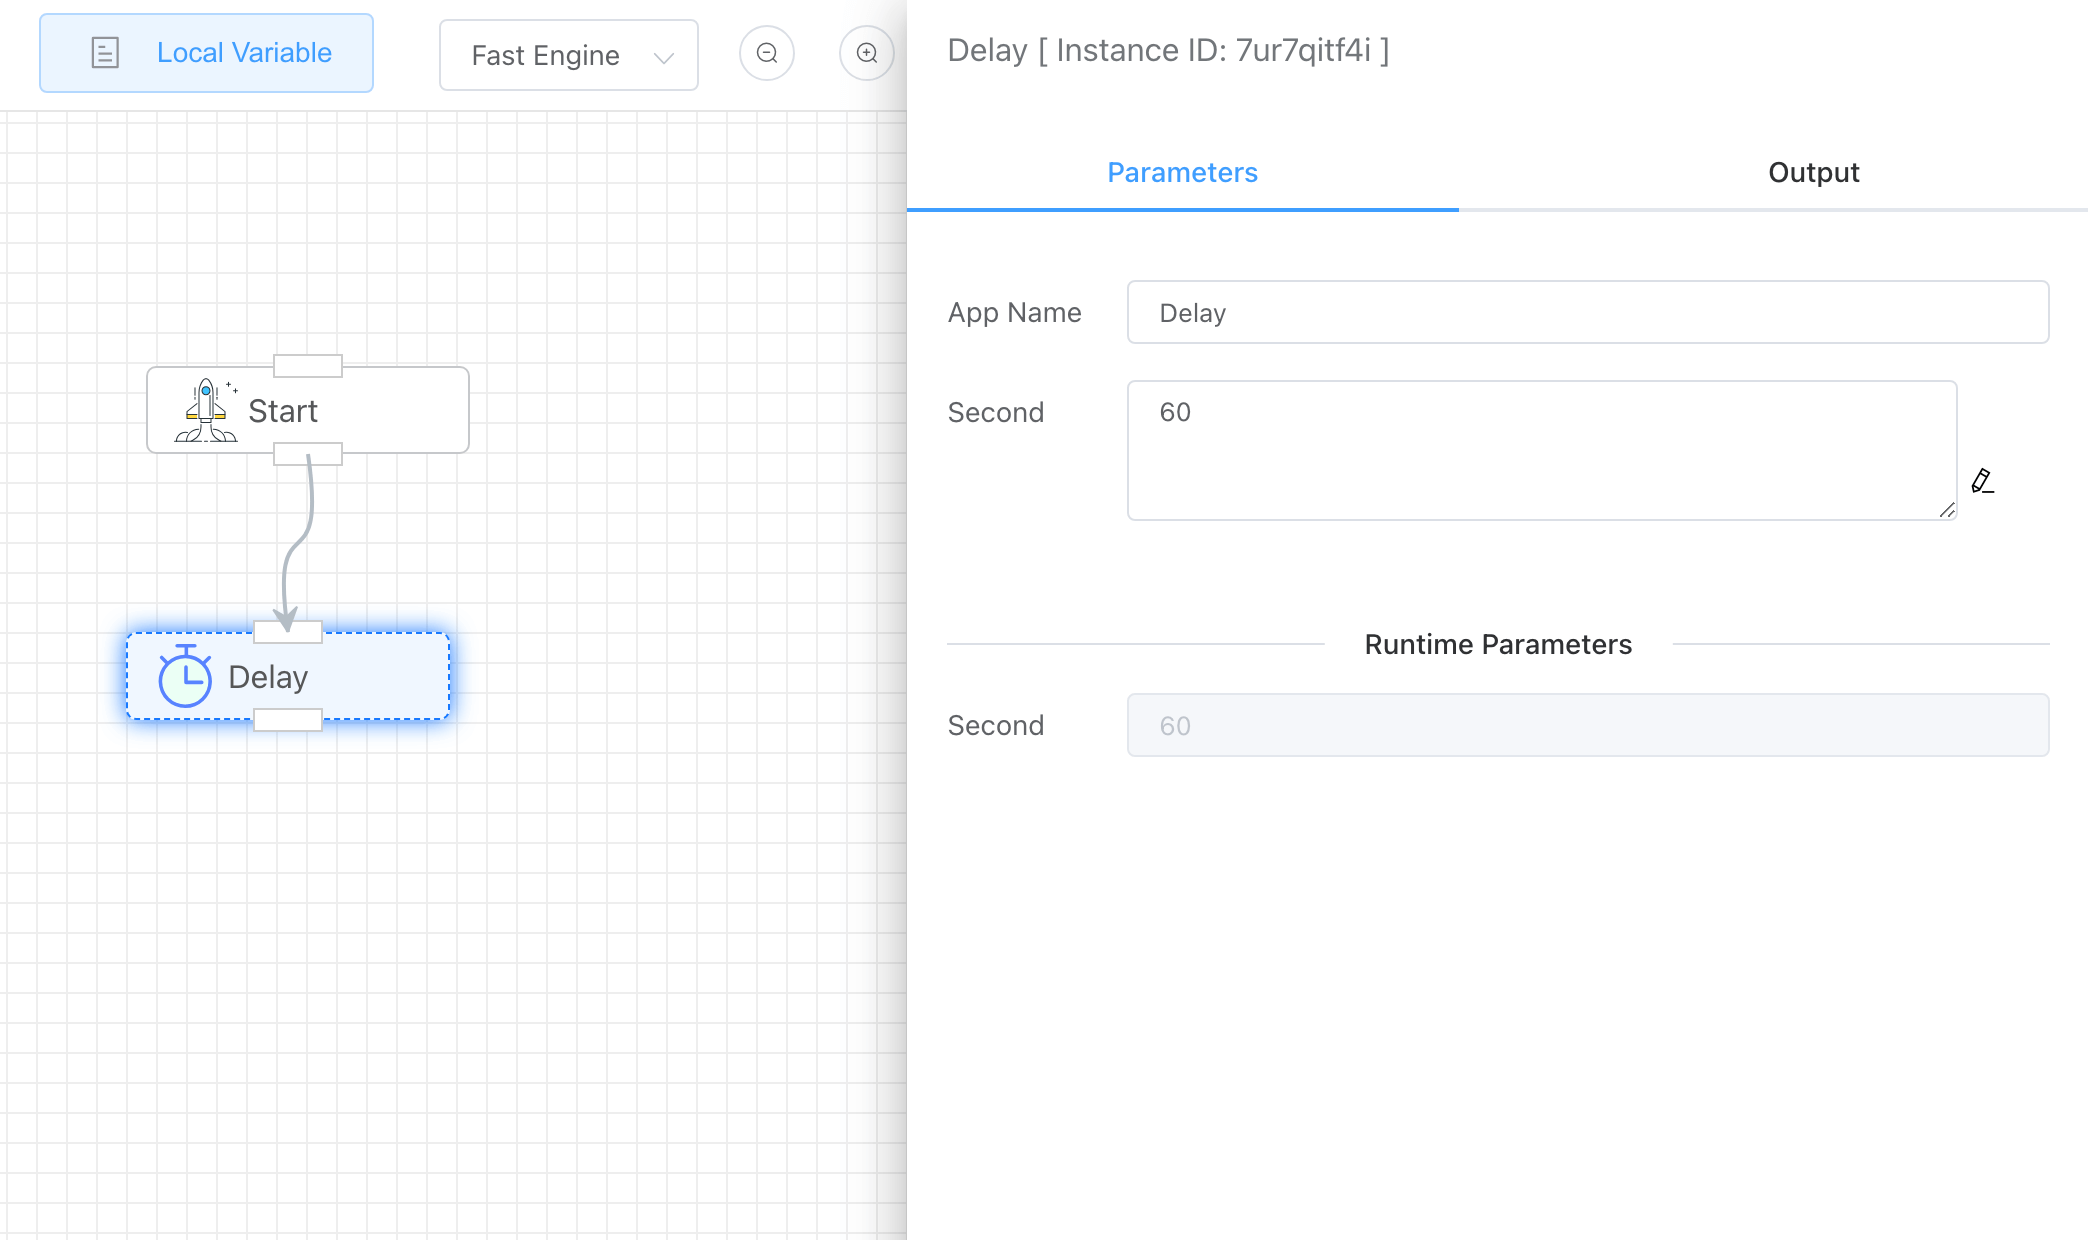 Local Variable
Fast Engine
Start
Delay
Delay [ Instance ID: 7ur7qitf4i ]
Parameters
Output
App Name
Delay
Second
60
Runtime Parameters
Second
60